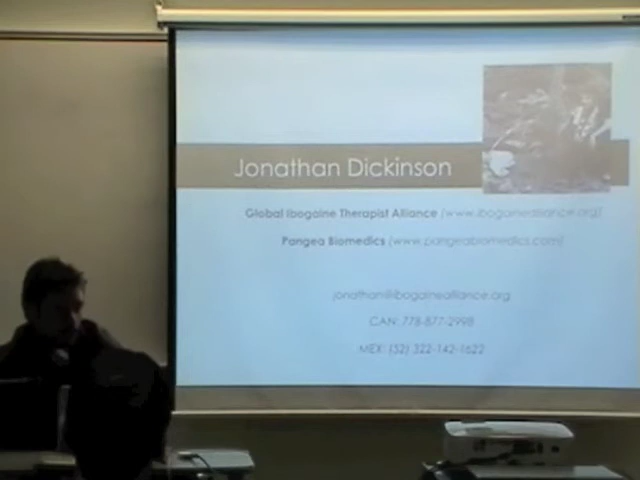 Jonathan Dickinson
Global Ibogaine Therapist Alliance (www.ibogainealliance.org)
Pangea Biomedics (www.pangeabiomedics.com)
jonathan@ibogainealliance.org
CAN: 778-877-2998
MEX: (52) 322-142-1622